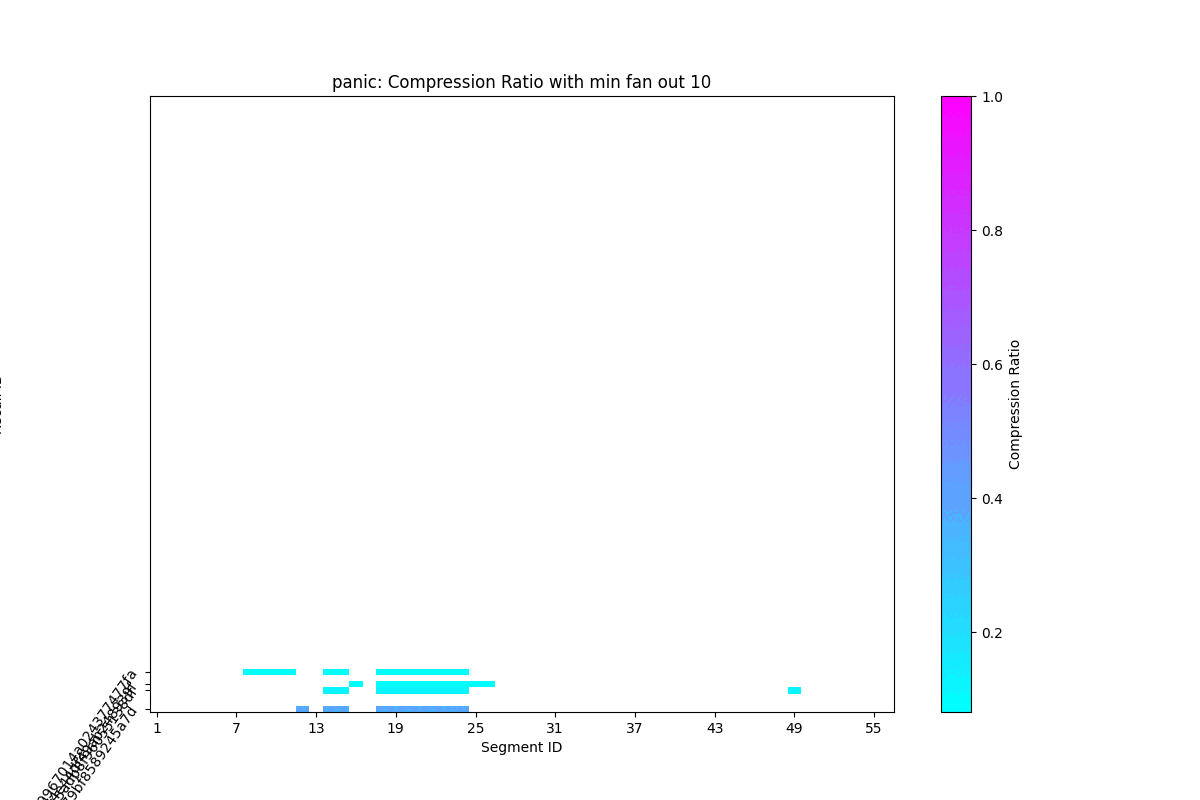 panic: Compression Ratio with min fan out 10
1.0
0.8
0.6
0.4
0.2
Compression Ratio
1 7 13 19 25 31 37 43 49 55
Segment ID